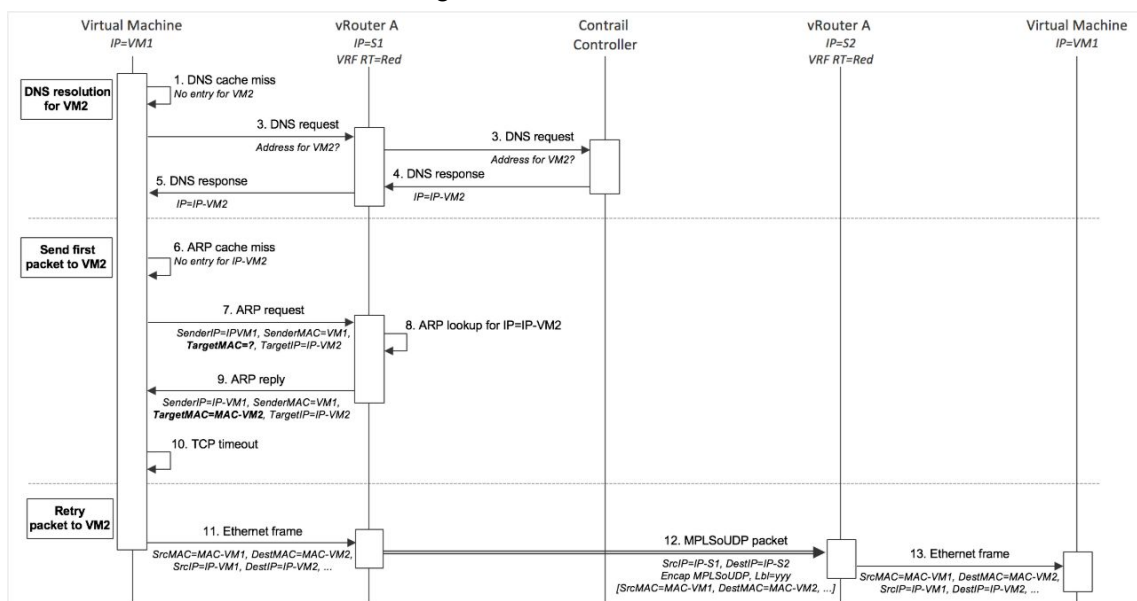 Virtual Machine
IP=VM1
vRouter A
IP=S1
VRF RT=Red
Contrail
Controller
vRouter A
IP=S2
VRF RT=Red
Virtual Machine
IP=VM1
DNS resolution
for VM2
1. DNS cache miss
No entry for VM2
3. DNS request
Address for VM2?
3. DNS request
Address for VM2?
4. DNS response
IP=IP-VM2
5. DNS response
IP=IP-VM2
Send first
packet to VM2
6. ARP cache miss
No entry for IP-VM2
7. ARP request
SenderIP=IPVM1, SenderMAC=VM1,
TargetMAC=?, TargetIP=IP-VM2
8. ARP lookup for IP=IP-VM2
9. ARP reply
SenderIP=IP-VM1, SenderMAC=VM1,
TargetMAC=MAC-VM2, TargetIP=IP-VM2
10. TCP timeout
Retry
packet to VM2
11. Ethernet frame
SrcMAC=MAC-VM1, DestMAC=MAC-VM2,
SrcIP=IP-VM1, DestIP=IP-VM2, ...
12. MPLSoUDP packet
SrcIP=IP-S1, DestIP=IP-S2
Encap MPLSoUDP, Lbl=yyy
[SrcMAC=MAC-VM1, DestMAC=MAC-VM2, ...]
13. Ethernet frame
SrcMAC=MAC-VM1, DestMAC=MAC-VM2,
SrcIP=IP-VM1, DestIP=IP-VM2, ...